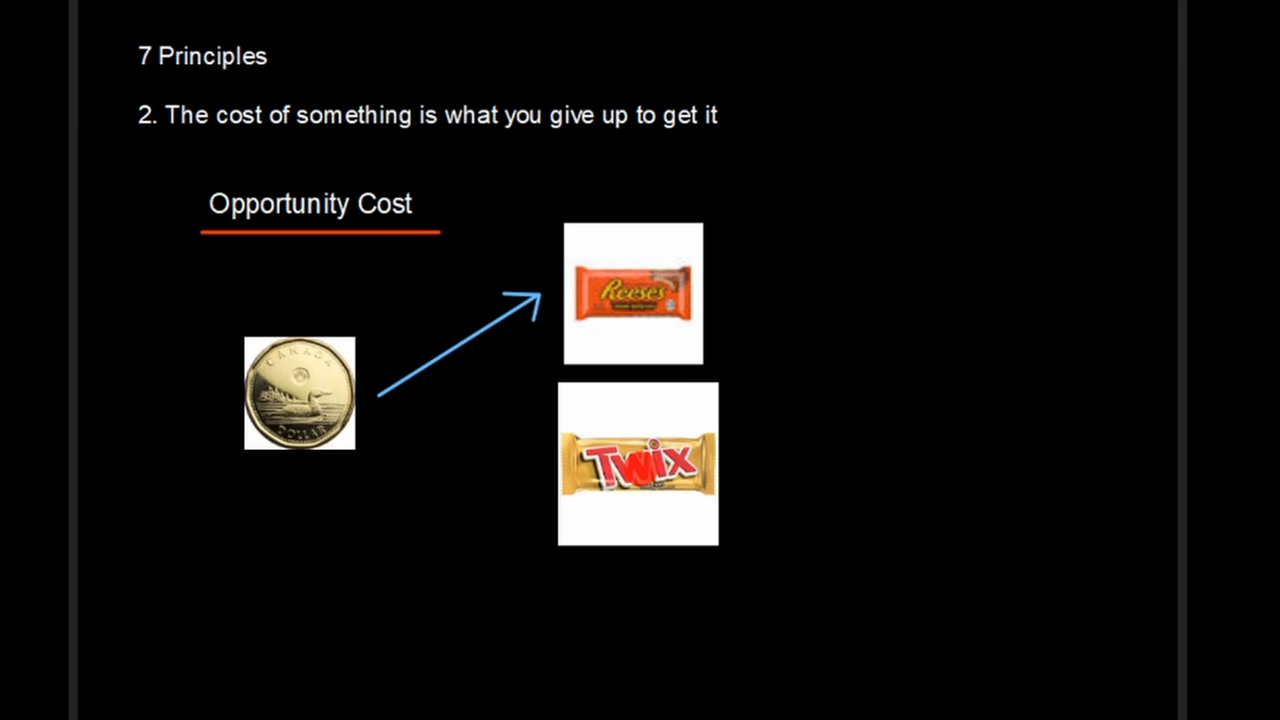 7 Principles
2. The cost of something is what you give up to get it
Opportunity Cost
Reese's
CANADA
DOLLAR
Twix